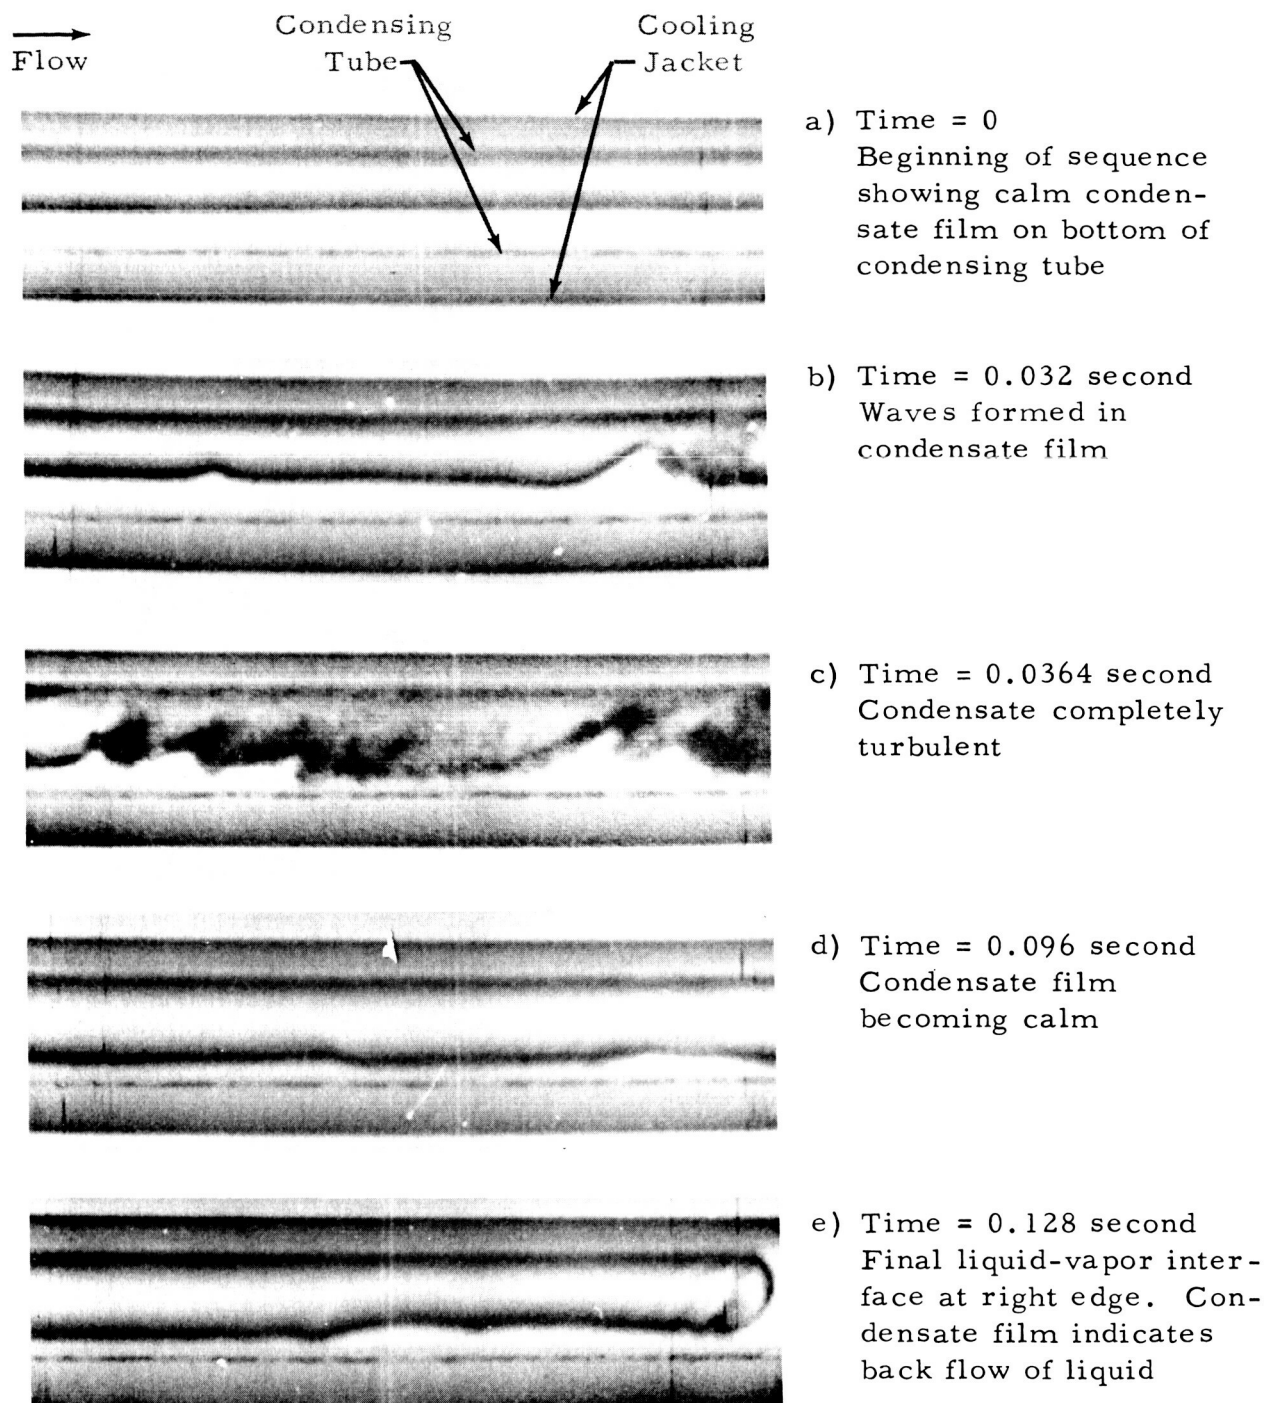 Condensing
Tube
Cooling
Jacket
Flow
a) Time = 0
Beginning of sequence
showing calm conden-
sate film on bottom of
condensing tube
b) Time = 0.032 second
Waves formed in
condensate film
c) Time = 0.0364 second
Condensate completely
turbulent
d) Time = 0.096 second
Condensate film
becoming calm
e) Time = 0.128 second
Final liquid-vapor inter-
face at right edge. Con-
densate film indicates
back flow of liquid